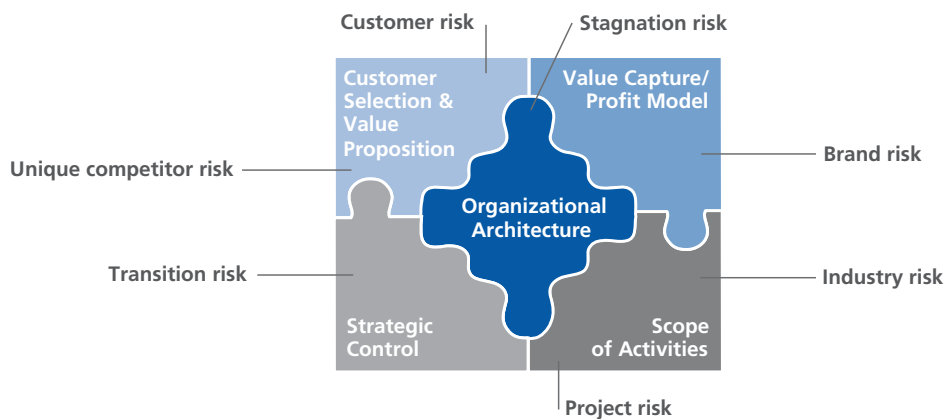 Customer risk
Stagnation risk
Customer
Selection &
Value
Proposition
Value Capture/
Profit Model
Unique competitor risk
Brand risk
Organizational
Architecture
Transition risk
Industry risk
Strategic
Control
Scope
of Activities
Project risk